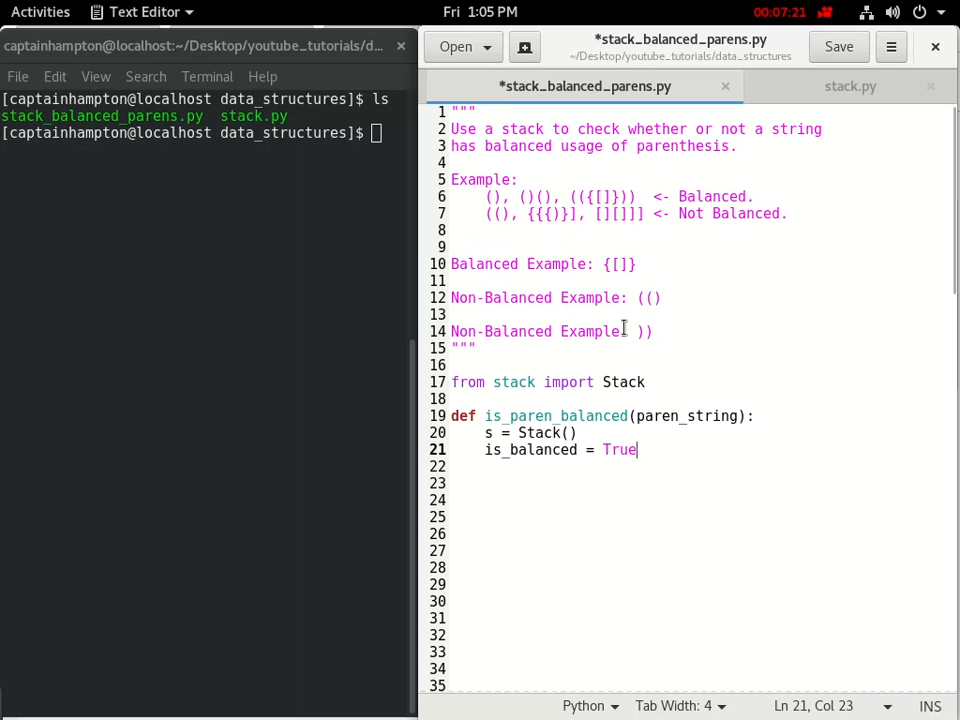 Activities Text Editor Fri 1:05 PM 00:07:21
captainhampton@localhost:~/Desktop/youtube_tutorials/d... ×
File Edit View Search Terminal Help
[captainhampton@localhost data_structures]$ ls
stack_balanced_parens.py stack.py
[captainhampton@localhost data_structures]$
Open *stack_balanced_parens.py Save
~/Desktop/youtube_tutorials/data_structures
*stack_balanced_parens.py × stack.py ×
1 """
2 Use a stack to check whether or not a string
3 has balanced usage of parenthesis.
4
5 Example:
6 (), ()(), (({[]})) <- Balanced.
7 ((), {{{)}], [][]]] <- Not Balanced.
8
9
10 Balanced Example: {[]}
11
12 Non-Balanced Example: (()
13
14 Non-Balanced Example: ))
15 """
16
17 from stack import Stack
18
19 def is_paren_balanced(paren_string):
20 s = Stack()
21 is_balanced = True
22
23
24
25
26
27
28
29
30
31
32
33
34
35
Python Tab Width: 4 Ln 21, Col 23 INS